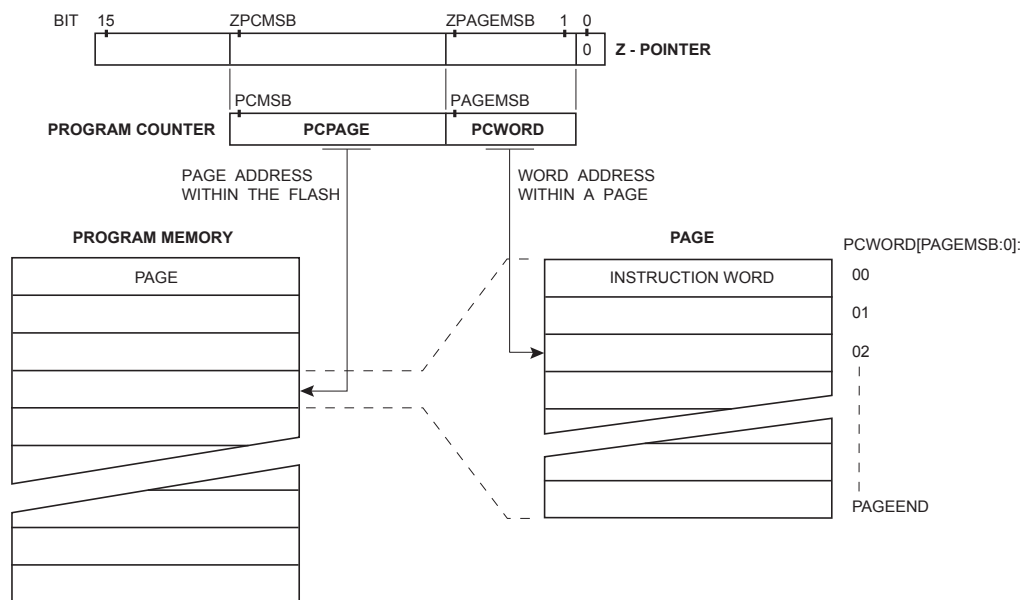 BIT 15 ZPCMSB ZPAGEMSB 1 0
0 Z - POINTER
PCMSB PAGEMSB
PROGRAM COUNTER PCPAGE PCWORD
PAGE ADDRESS
WITHIN THE FLASH
WORD ADDRESS
WITHIN A PAGE
PROGRAM MEMORY
PAGE
PAGE
PCWORD[PAGEMSB:0]:
INSTRUCTION WORD
00
01
02
PAGEEND